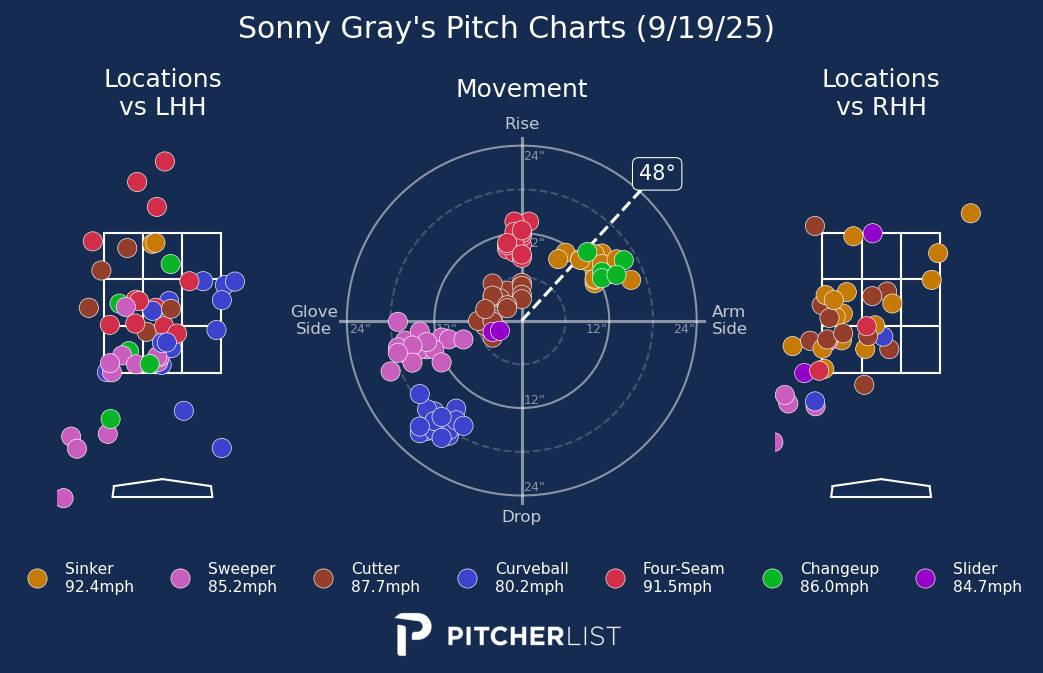 Sonny Gray's Pitch Charts (9/19/25)
Locations
vs LHH
Movement
Locations
vs RHH
Rise
24"
48°
12"
Glove
Side
24"
12"
12"
24"
Arm
Side
12"
24"
Drop
Sinker
92.4mph
Sweeper
85.2mph
Cutter
87.7mph
Curveball
80.2mph
Four-Seam
91.5mph
Changeup
86.0mph
Slider
84.7mph
PITCHERLIST